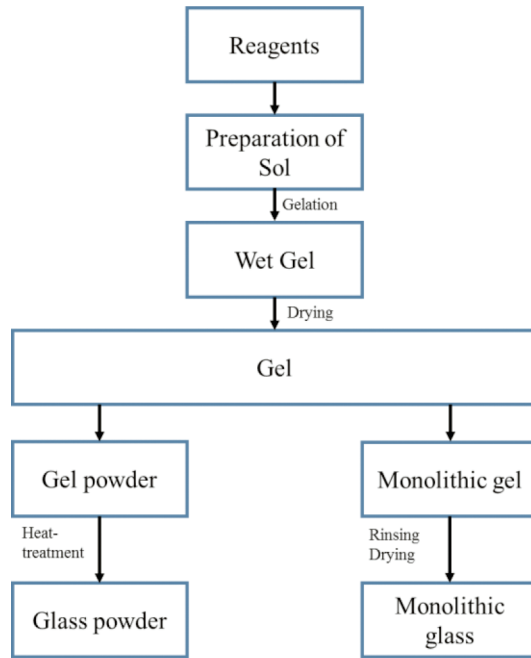 Reagents
Preparation of
Sol
Gelation
Wet Gel
Drying
Gel
Gel powder
Monolithic gel
Heat-
treatment
Rinsing
Drying
Glass powder
Monolithic
glass